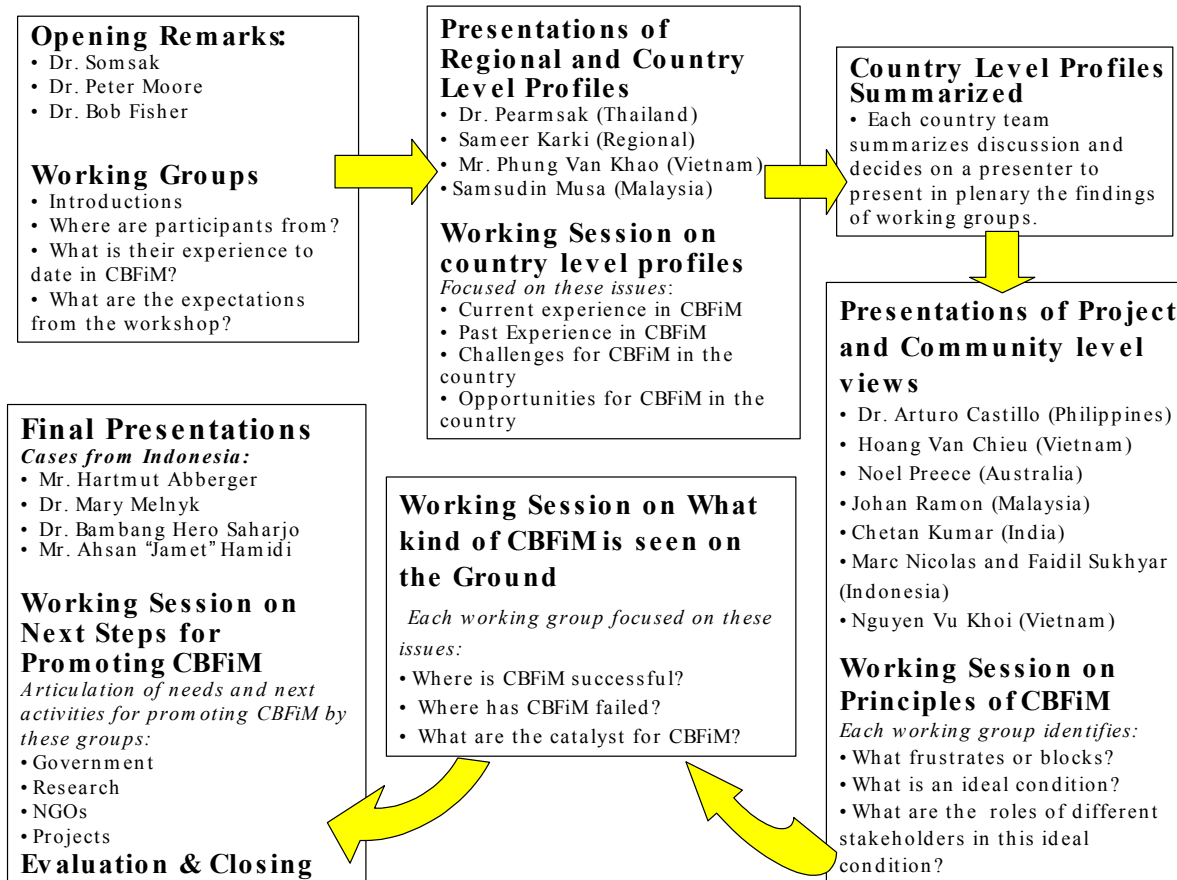 Opening Remarks:
• Dr. Somsak
• Dr. Peter Moore
• Dr. Bob Fisher
Working Groups
• Introductions
• Where are participants from?
• What is their experience to
date in CBFiM?
• What are the expectations
from the workshop?
Presentations of
Regional and Country
Level Profiles
• Dr. Pearmsak (Thailand)
• Sameer Karki (Regional)
• Mr. Phung Van Khao (Vietnam)
• Samsudin Musa (Malaysia)
Working Session on
country level profiles
Focused on these issues:
• Current experience in CBFiM
• Past Experience in CBFiM
• Challenges for CBFiM in the
country
• Opportunities for CBFiM in the
country
Country Level Profiles
Summarized
• Each country team
summarizes discussion and
decides on a presenter to
present in plenary the findings
of working groups.
Presentations of Project
and Community level
views
• Dr. Arturo Castillo (Philippines)
• Hoang Van Chieu (Vietnam)
• Noel Preece (Australia)
• Johan Ramon (Malaysia)
• Chetan Kumar (India)
• Marc Nicolas and Faidil Sukhyar
(Indonesia)
• Nguyen Vu Khoi (Vietnam)
Working Session on
Principles of CBFiM
Each working group identifies:
• What frustrates or blocks?
• What is an ideal condition?
• What are the roles of different
stakeholders in this ideal
condition?
Working Session on What
kind of CBFiM is seen on
the Ground
Each working group focused on these
issues:
• Where is CBFiM successful?
• Where has CBFiM failed?
• What are the catalyst for CBFiM?
Final Presentations
Cases from Indonesia:
• Mr. Hartmut Abberger
• Dr. Mary Melnyk
• Dr. Bambang Hero Saharjo
• Mr. Ahsan "Jamet" Hamidi
Working Session on
Next Steps for
Promoting CBFiM
Articulation of needs and next
activities for promoting CBFiM by
these groups:
• Government
• Research
• NGOs
• Projects
Evaluation & Closing